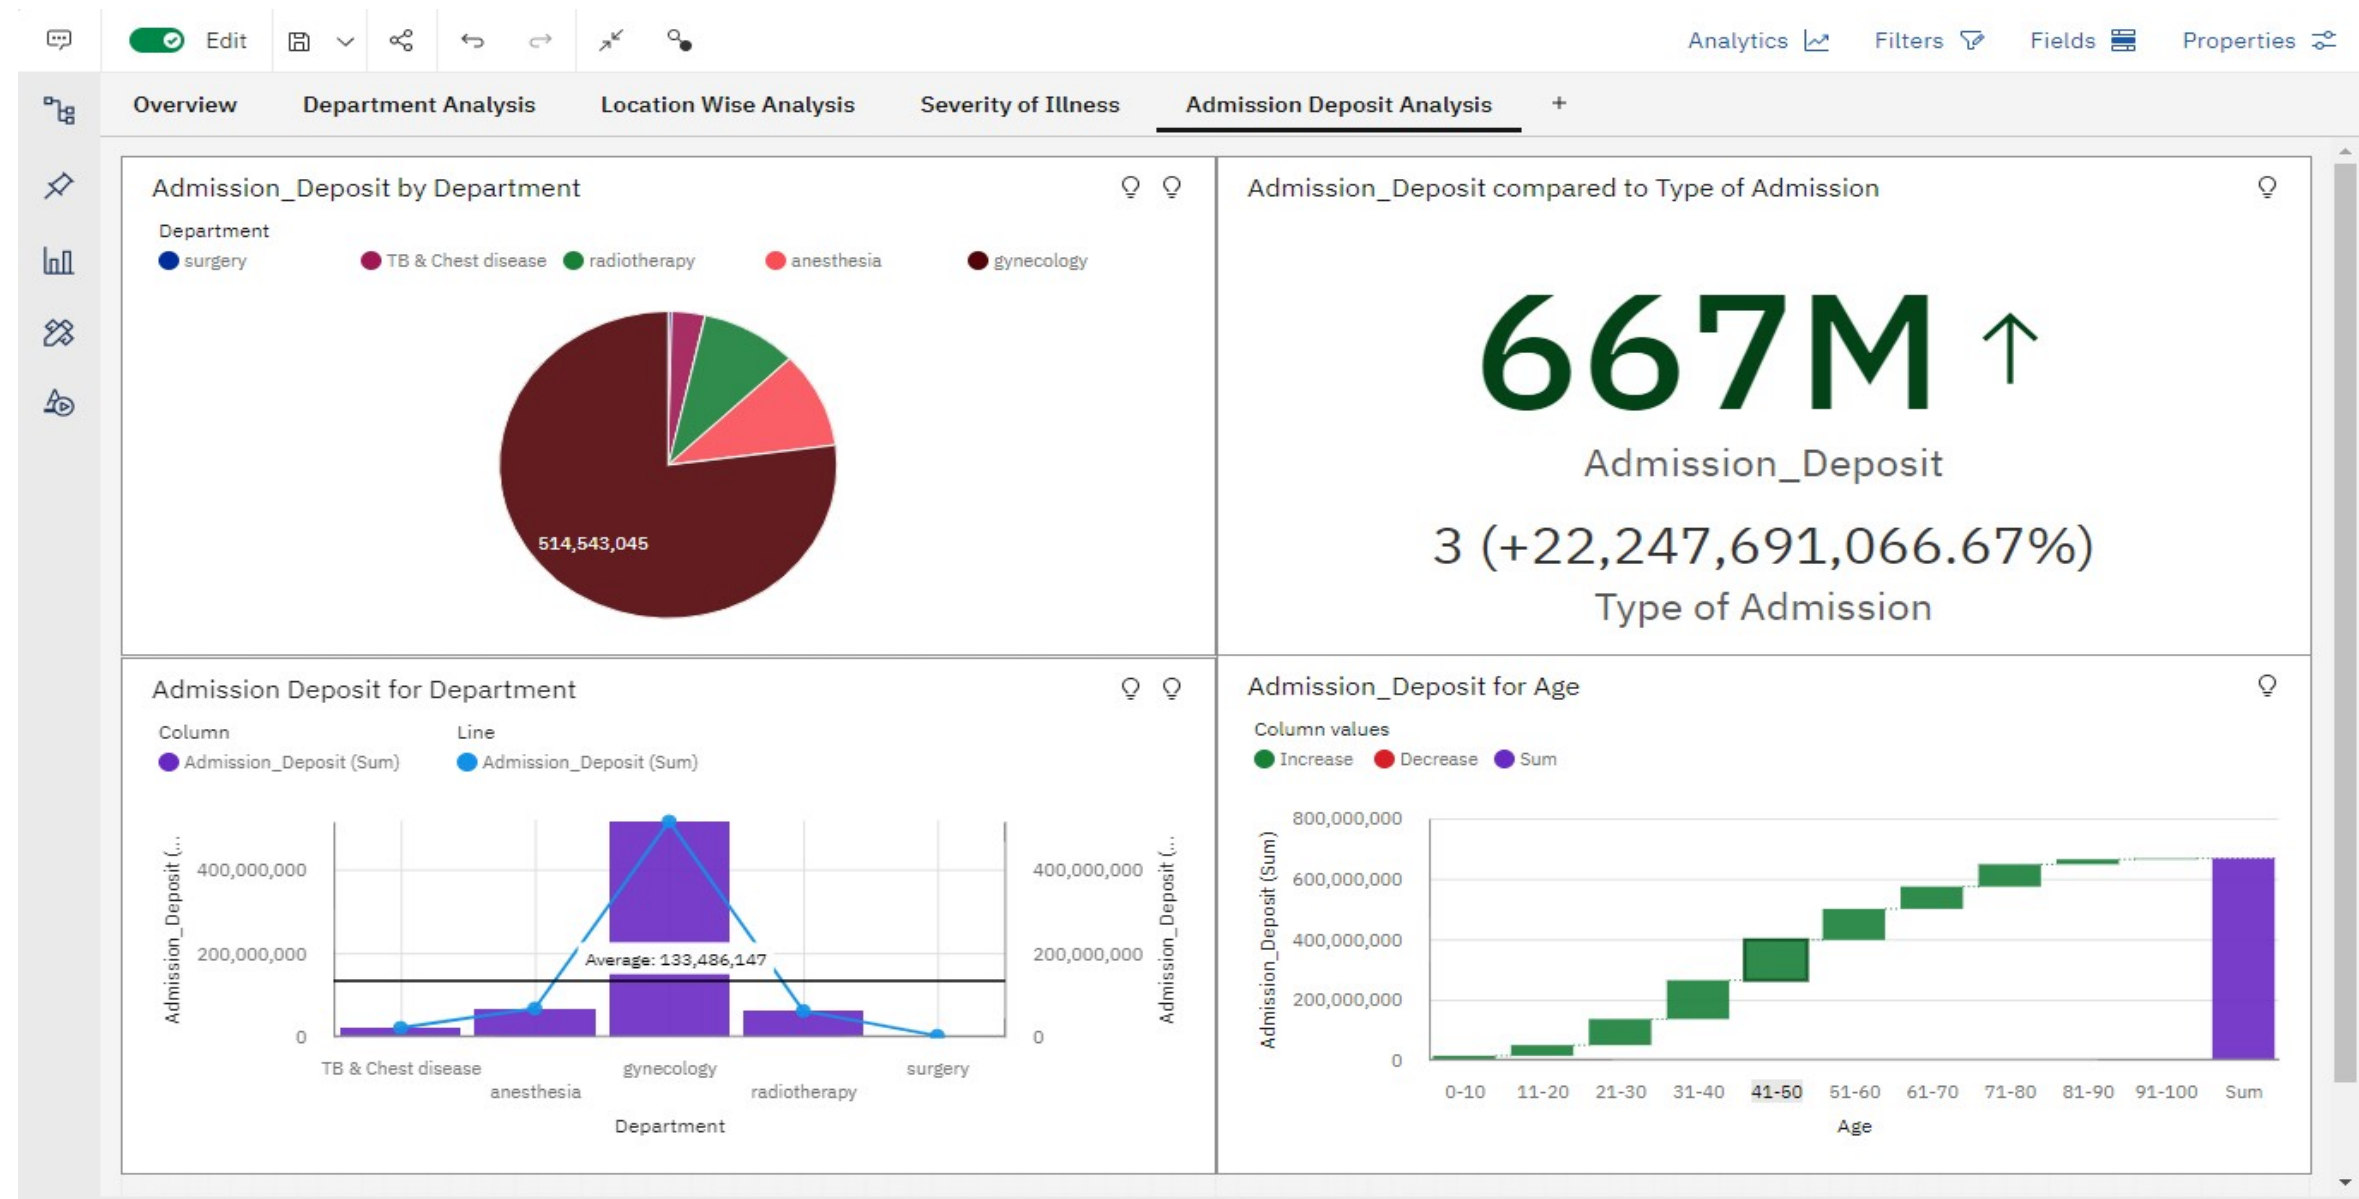 Edit
Analytics
Filters
Fields
Properties
Overview
Department Analysis
Location Wise Analysis
Severity of Illness
Admission Deposit Analysis
+
Admission_Deposit by Department
Department
surgery
TB & Chest disease
radiotherapy
anesthesia
gynecology
514,543,045
Admission_Deposit compared to Type of Admission
667M ↑
Admission_Deposit
3 (+22,247,691,066.67%)
Type of Admission
Admission Deposit for Department
Column
Line
Admission_Deposit (Sum)
Admission_Deposit (Sum)
Admission_Deposit (...
400,000,000
200,000,000
0
Average: 133,486,147
400,000,000
200,000,000
0
Admission_Deposit (...
TB & Chest disease
anesthesia
gynecology
radiotherapy
surgery
Department
Admission_Deposit for Age
Column values
Increase
Decrease
Sum
Admission_Deposit (Sum)
800,000,000
600,000,000
400,000,000
200,000,000
0
0-10
11-20
21-30
31-40
41-50
51-60
61-70
71-80
81-90
91-100
Sum
Age